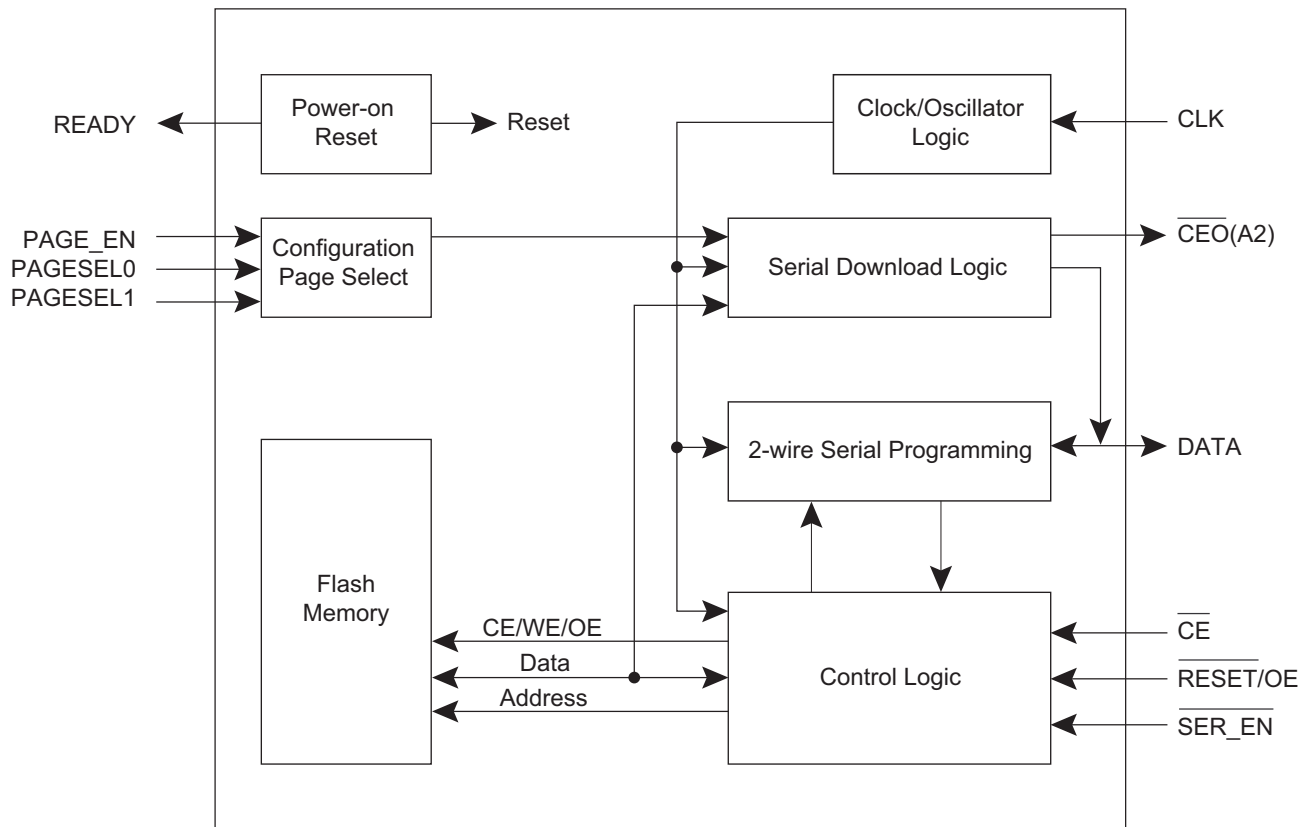 READY
Power-on
Reset
Reset
Clock/Oscillator
Logic
CLK
PAGE_EN
PAGESEL0
PAGESEL1
Configuration
Page Select
Serial Download Logic
CEO(A2)
2-wire Serial Programming
DATA
Flash
Memory
CE/WE/OE
Data
Address
Control Logic
CE
RESET/OE
SER_EN